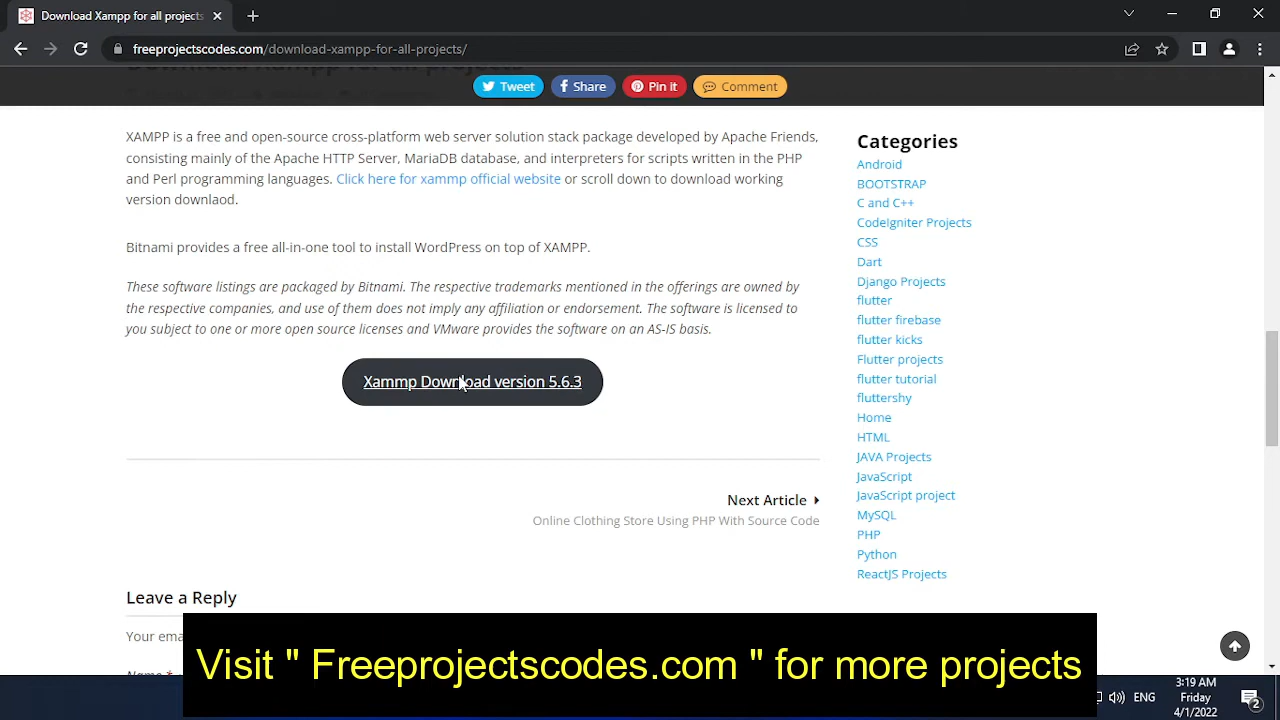 Download Xampp for all project
freeprojectscodes.com/download-xampp-for-all-projects/
Download Xampp for all projects
Tweet
Share
Pin it
Comment
XAMPP is a free and open-source cross-platform web server solution stack package developed by Apache Friends,
consisting mainly of the Apache HTTP Server, MariaDB database, and interpreters for scripts written in the PHP
and Perl programming languages. Click here for xammp official website or scroll down to download working
version downlaod.
Bitnami provides a free all-in-one tool to install WordPress on top of XAMPP.
These software listings are packaged by Bitnami. The respective trademarks mentioned in the offerings are owned by
the respective companies, and use of them does not imply any affiliation or endorsement. The software is licensed to
you subject to one or more open source licenses and VMware provides the software on an AS-IS basis.
Xammp Download version 5.6.3
Next Article
Online Clothing Store Using PHP With Source Code
Leave a Reply
Your ema
Name *
Categories
Android
BOOTSTRAP
C and C++
CodeIgniter Projects
CSS
Dart
Django Projects
flutter
flutter firebase
flutter kicks
Flutter projects
flutter tutorial
fluttershy
Home
HTML
JAVA Projects
JavaScript
JavaScript project
MySQL
PHP
Python
ReactJS Projects
Visit " Freeprojectscodes.com " for more projects
ENG
3:19 AM
Friday
4/1/2022
2